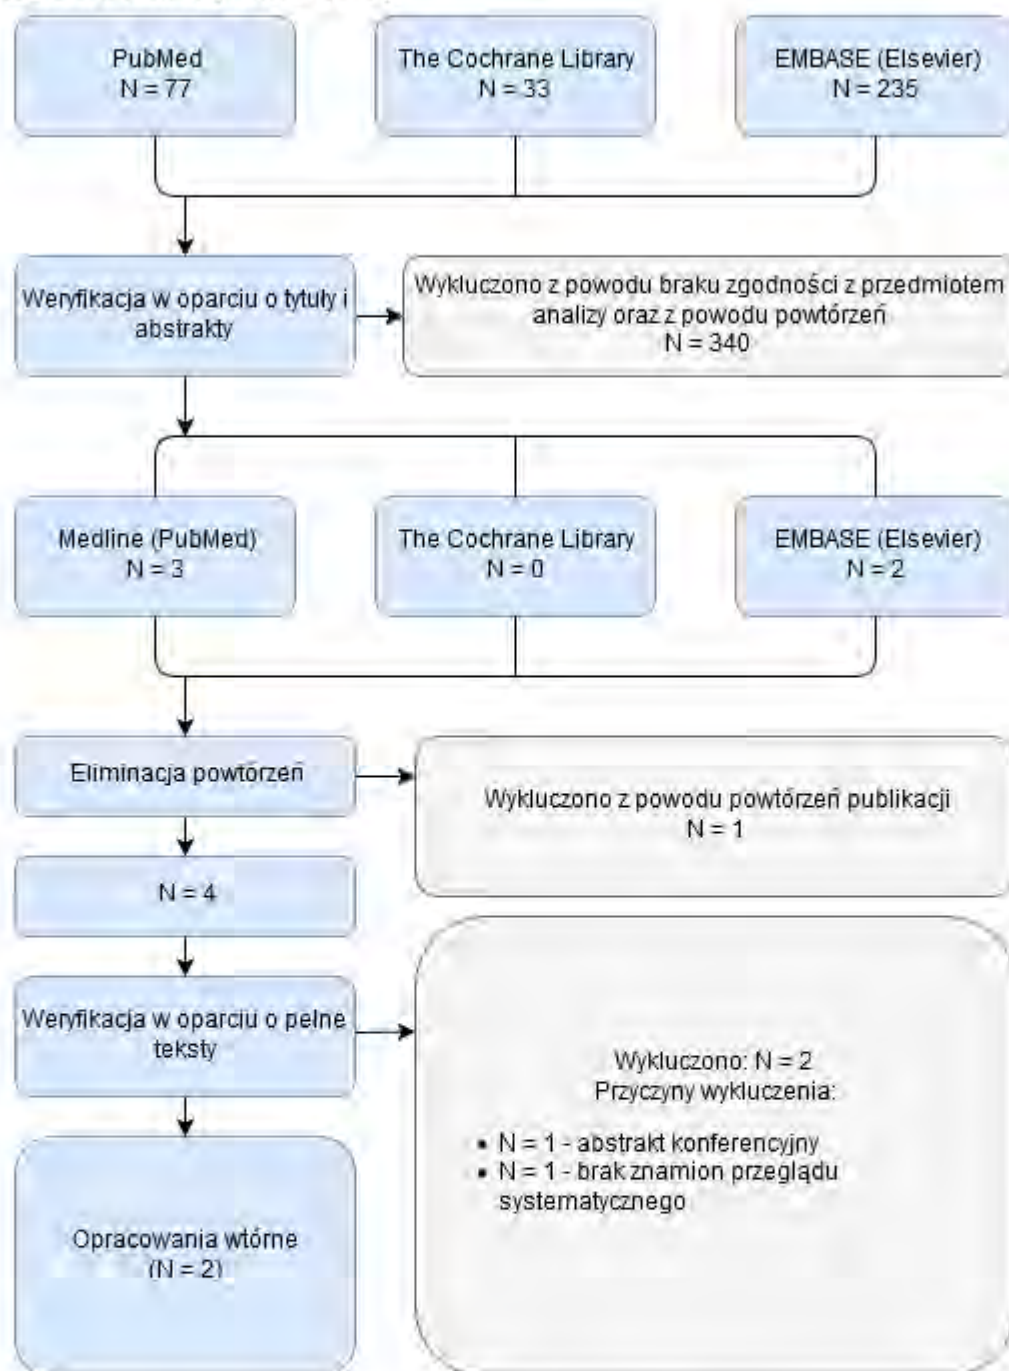 PubMed
N = 77
The Cochrane Library
N = 33
EMBASE (Elsevier)
N = 235
Weryfikacja w oparciu o tytuły i
abstrakty
Wykluczono z powodu braku zgodności z przedmiotem
analizy oraz z powodu powtórzeń
N = 340
Medline (PubMed)
N = 3
The Cochrane Library
N = 0
EMBASE (Elsevier)
N = 2
Eliminacja powtórzeń
Wykluczono z powodu powtórzeń publikacji
N = 1
N = 4
Weryfikacja w oparciu o pełne
teksty
Wykluczono: N = 2
Przyczyny wykluczenia:
• N = 1 - abstrakt konferencyjny
• N = 1 - brak znamion przeglądu
systematycznego
Opracowania wtórne
(N = 2)